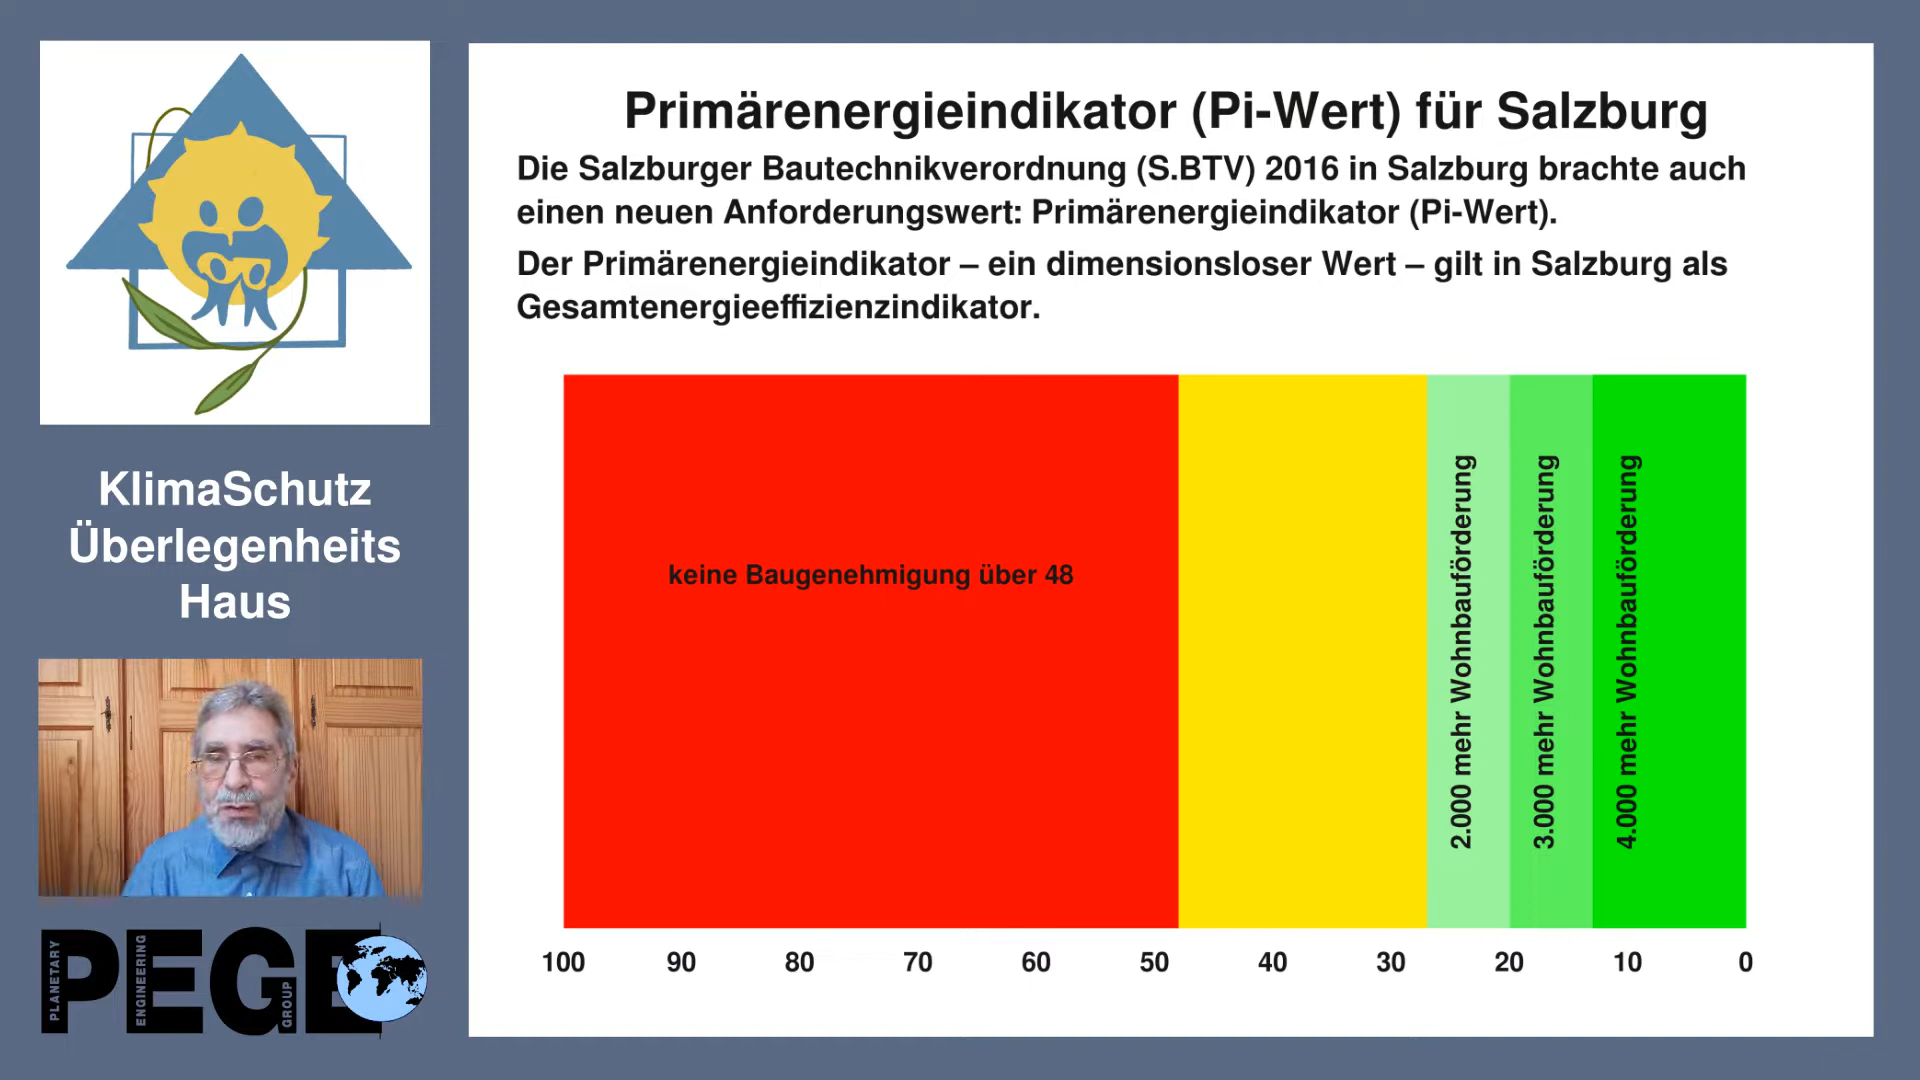 KlimaSchutz
Überlegenheits
Haus
PLANETARY
ENGINEERING
GROUP
PEGE
Primärenergieindikator (Pi-Wert) für Salzburg
Die Salzburger Bautechnikverordnung (S.BTV) 2016 in Salzburg brachte auch
einen neuen Anforderungswert: Primärenergieindikator (Pi-Wert).
Der Primärenergieindikator – ein dimensionsloser Wert – gilt in Salzburg als
Gesamtenergieeffizienzindikator.
keine Baugenehmigung über 48
2.000 mehr Wohnbauförderung
3.000 mehr Wohnbauförderung
4.000 mehr Wohnbauförderung
100 90 80 70 60 50 40 30 20 10 0